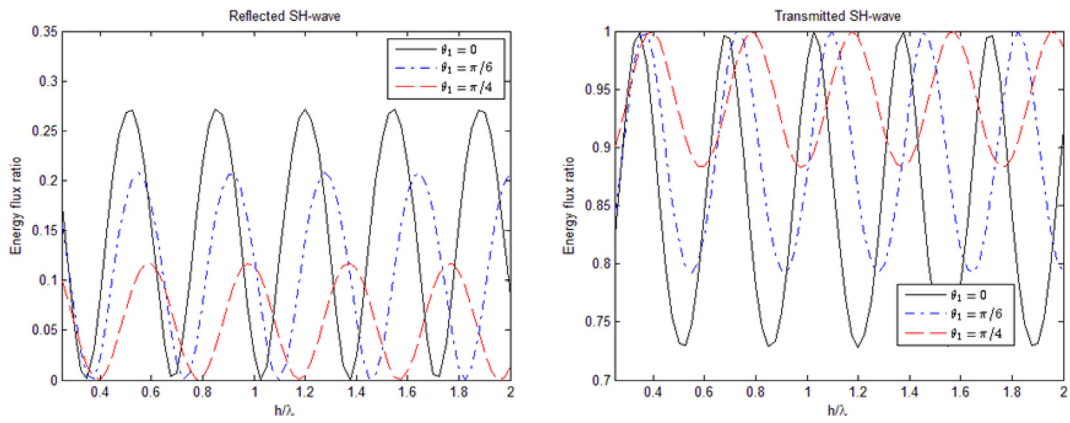 Reflected SH-wave
0.35
0.3
0.25
0.2
0.15
0.1
0.05
0
Energy flux ratio
θ₁ = 0
θ₁ = π/6
θ₁ = π/4
0.4 0.6 0.8 1 1.2 1.4 1.6 1.8 2
h/λ
Transmitted SH-wave
1
0.95
0.9
0.85
0.8
0.75
0.7
Energy flux ratio
θ₁ = 0
θ₁ = π/6
θ₁ = π/4
0.4 0.6 0.8 1 1.2 1.4 1.6 1.8 2
h/λ